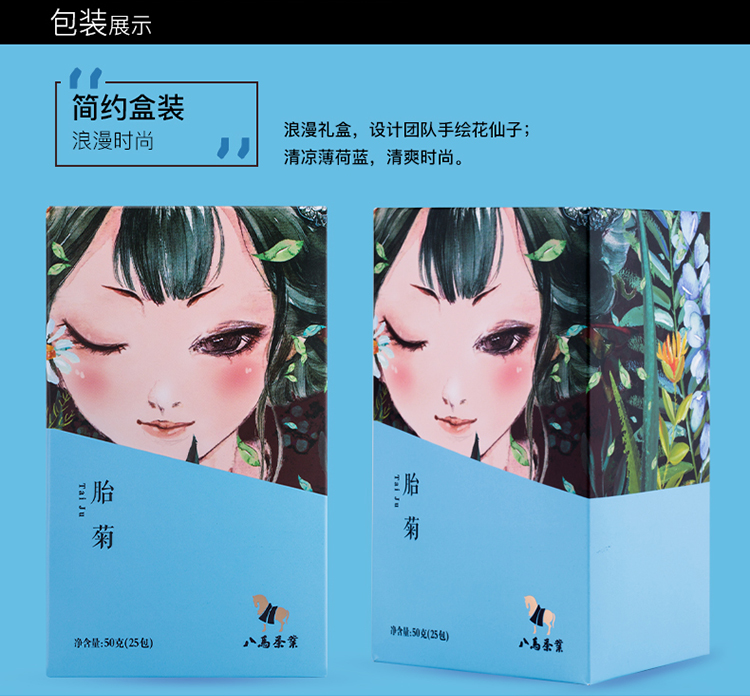 包装展示
简约盒装
浪漫时尚
浪漫礼盒，设计团队手绘花仙子；
清凉薄荷蓝，清爽时尚。
胎菊
Tai Ju
净含量:50克(25包)
八馬茶業
胎菊
Tai Ju
净含量:50克(25包)
八馬茶業